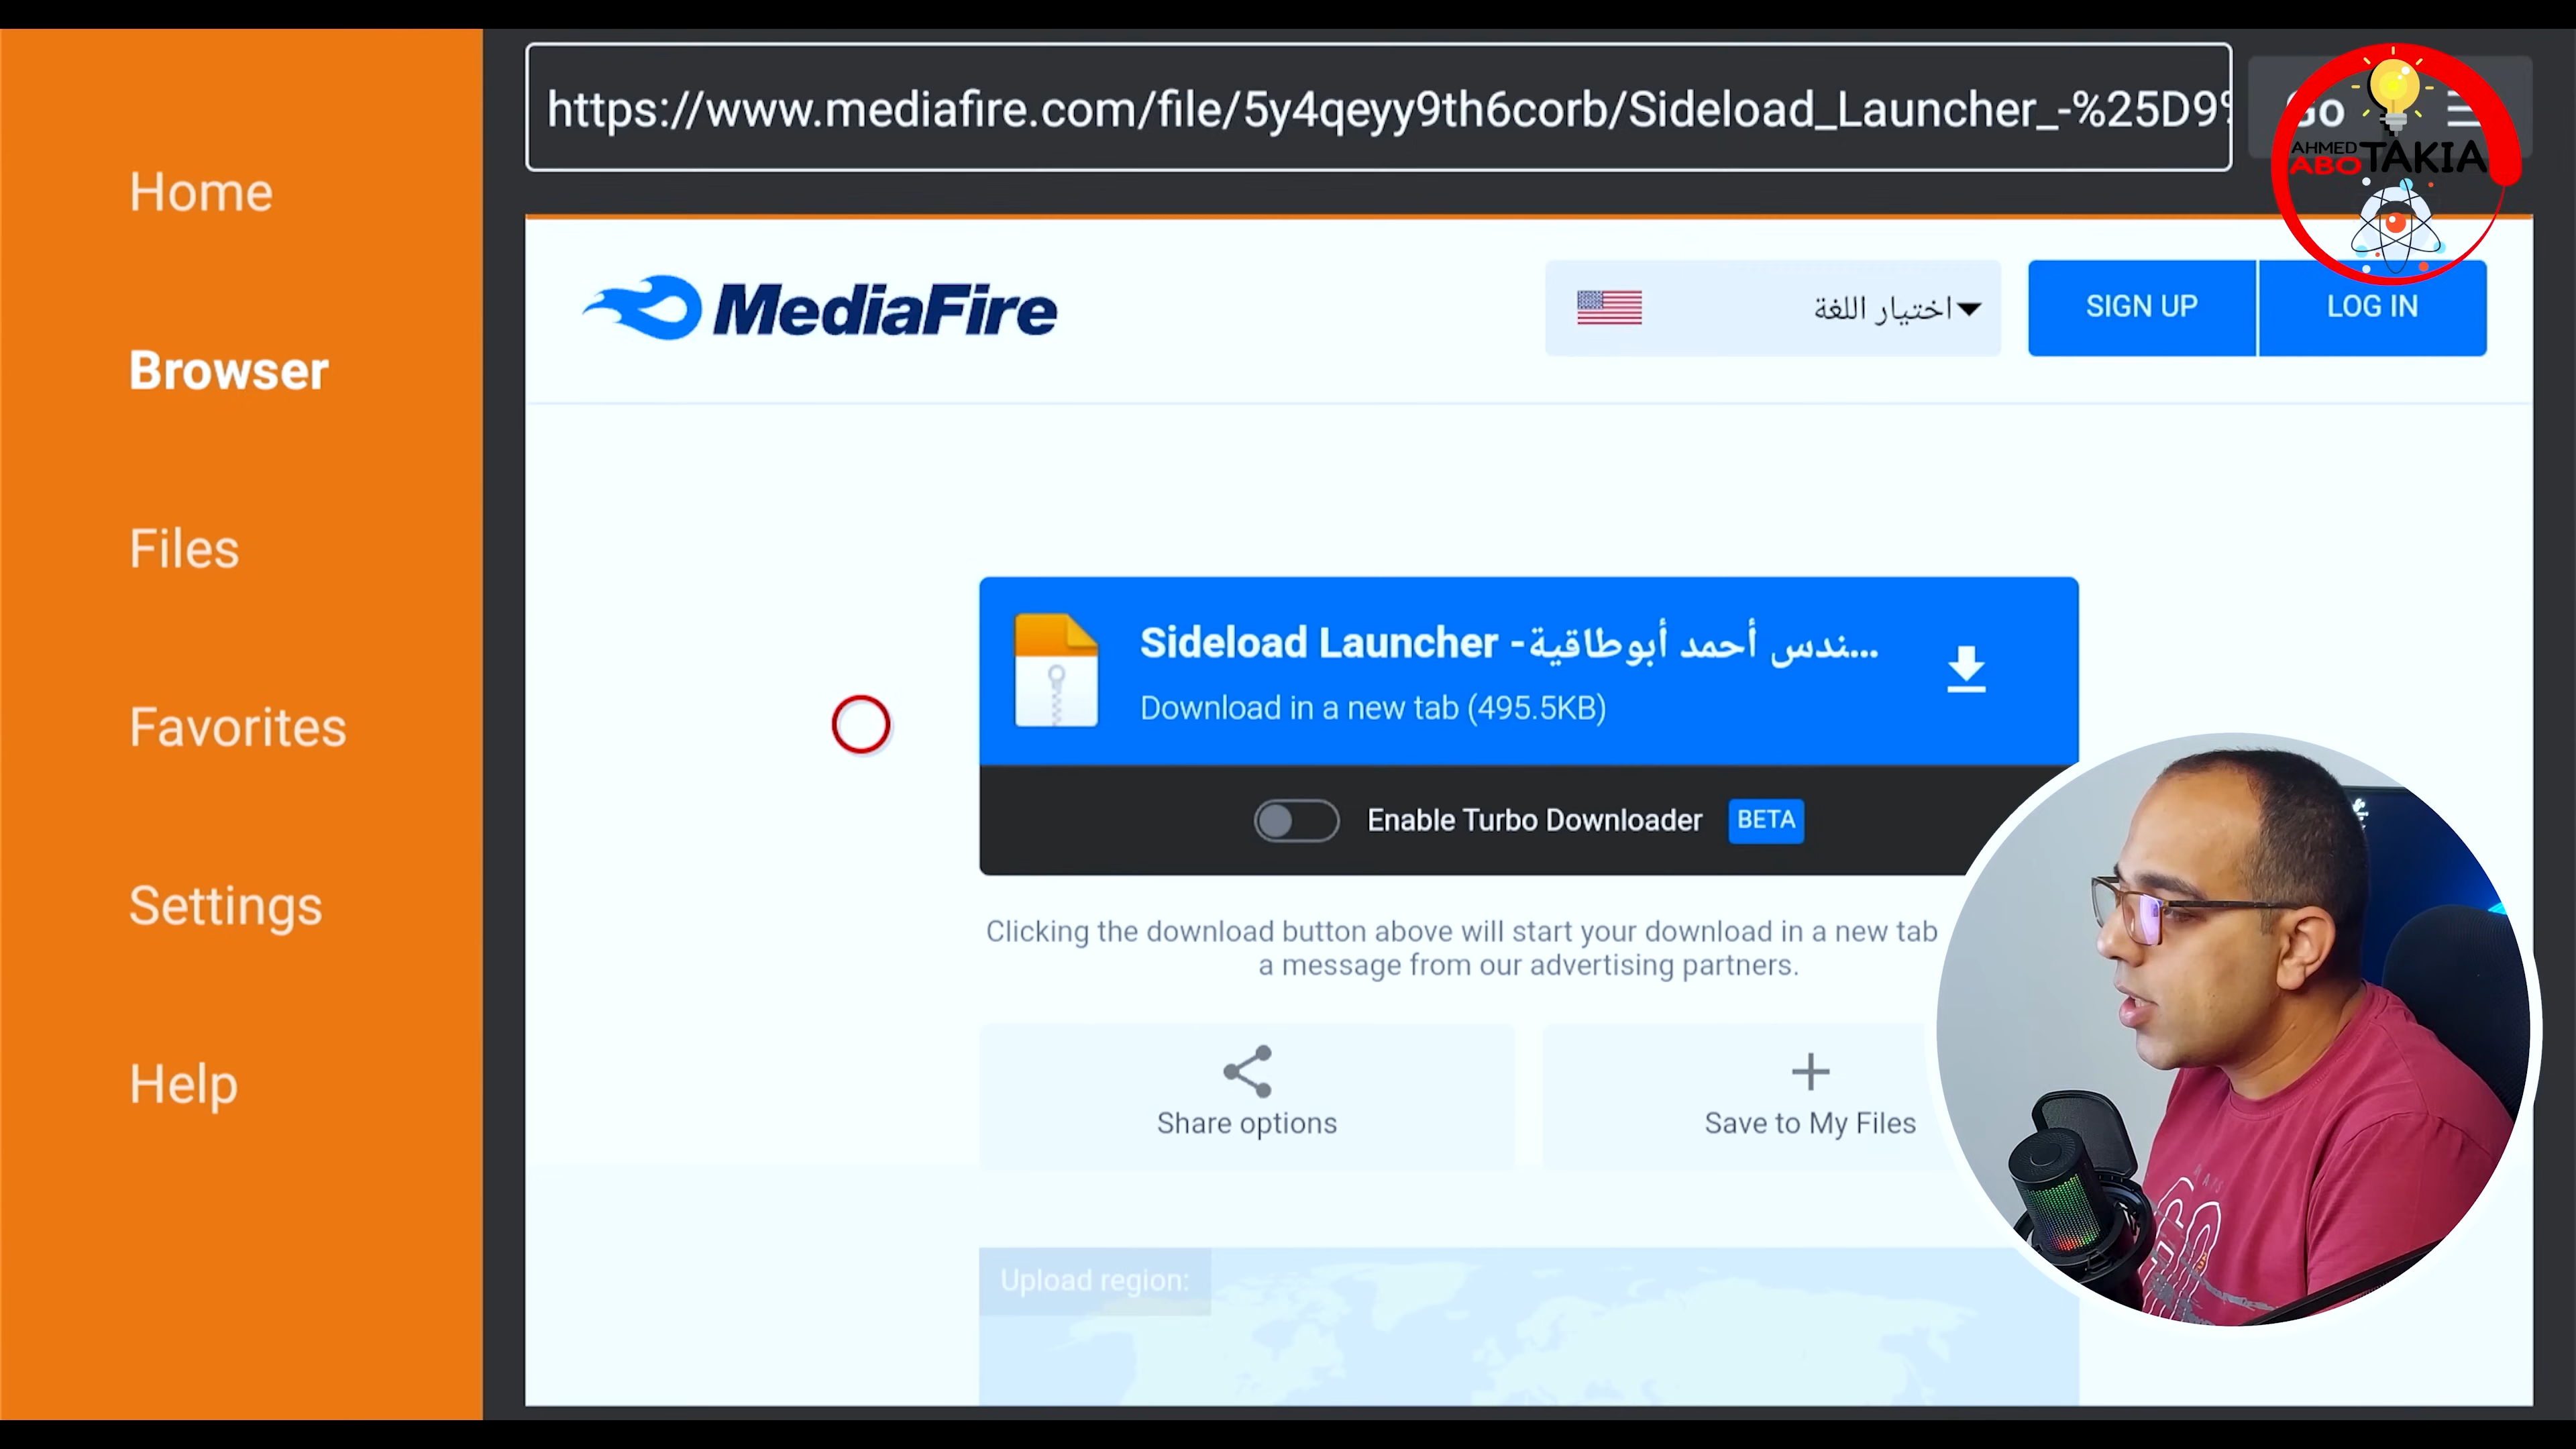 Home
Browser
Files
Favorites
Settings
Help
https://www.mediafire.com/file/5y4qeyy9th6corb/Sideload_Launcher_-%25D9%
Go
AHMED
ABO TAKIA
MediaFire
اختيار اللغة
SIGN UP
LOG IN
Sideload Launcher -ندس أحمد أبوطاقية...
Download in a new tab (495.5KB)
Enable Turbo Downloader BETA
Clicking the download button above will start your download in a new tab
a message from our advertising partners.
Share options
Save to My Files
Upload region: